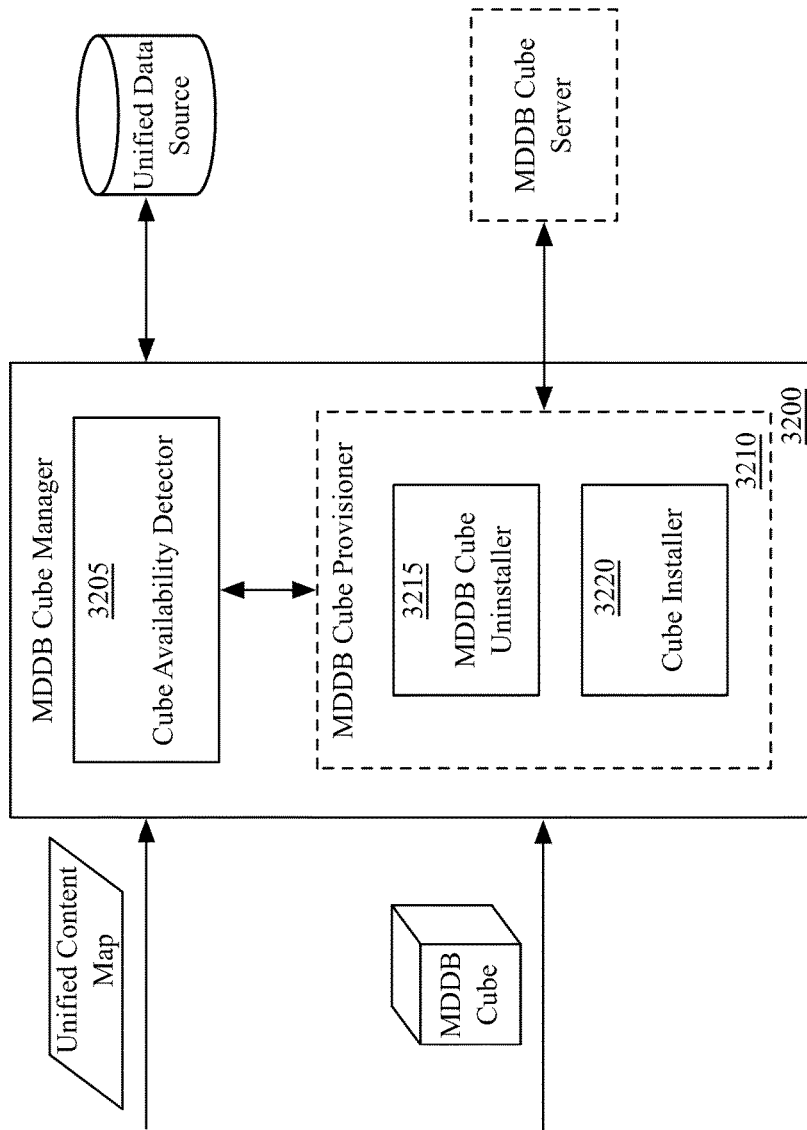 Unified Content
Map
MDDB
Cube
MDDB Cube Manager
3205
Cube Availability Detector
MDDB Cube Provisioner
3215
MDDB Cube
Uninstaller
3220
Cube Installer
3210
3200
Unified Data
Source
MDDB Cube
Server